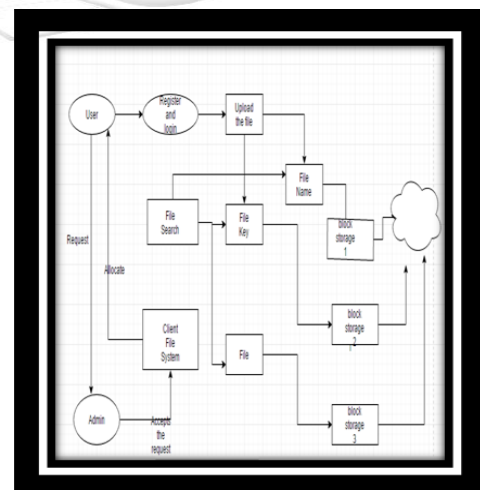 User
Register
and
login
Upload
the file
File
Name
File
Search
File
Key
block
storage
1
Request
Allocate
Client
File
System
File
block
storage
2
Admin
Accepts
the
request
block
storage
3